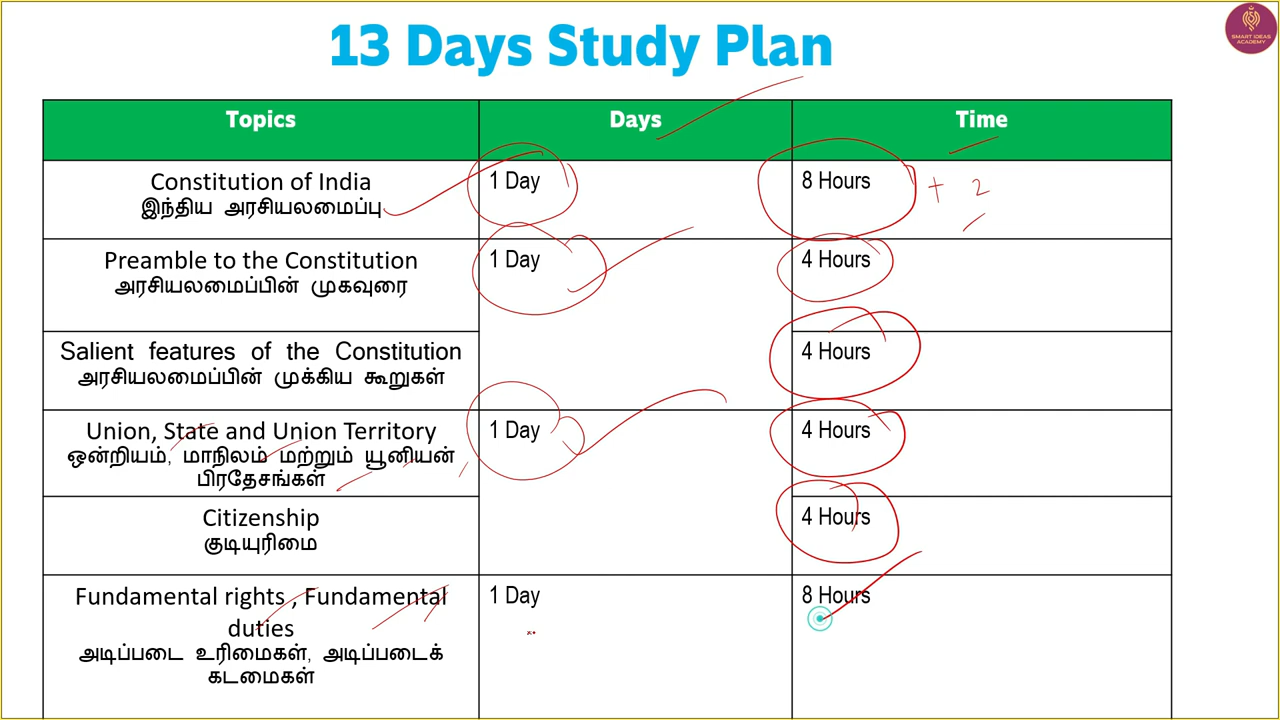 13 Days Study Plan
SMART IDEAS
ACADEMY
Topics
Days
Time
Constitution of India
இந்திய அரசியலமைப்பு
1 Day
8 Hours
+ 2
Preamble to the Constitution
அரசியலமைப்பின் முகவுரை
1 Day
4 Hours
Salient features of the Constitution
அரசியலமைப்பின் முக்கிய கூறுகள்
4 Hours
Union, State and Union Territory
ஒன்றியம், மாநிலம் மற்றும் யூனியன்
பிரதேசங்கள்
1 Day
4 Hours
Citizenship
குடியுரிமை
4 Hours
Fundamental rights , Fundamental
duties
அடிப்படை உரிமைகள், அடிப்படைக்
கடமைகள்
1 Day
8 Hours